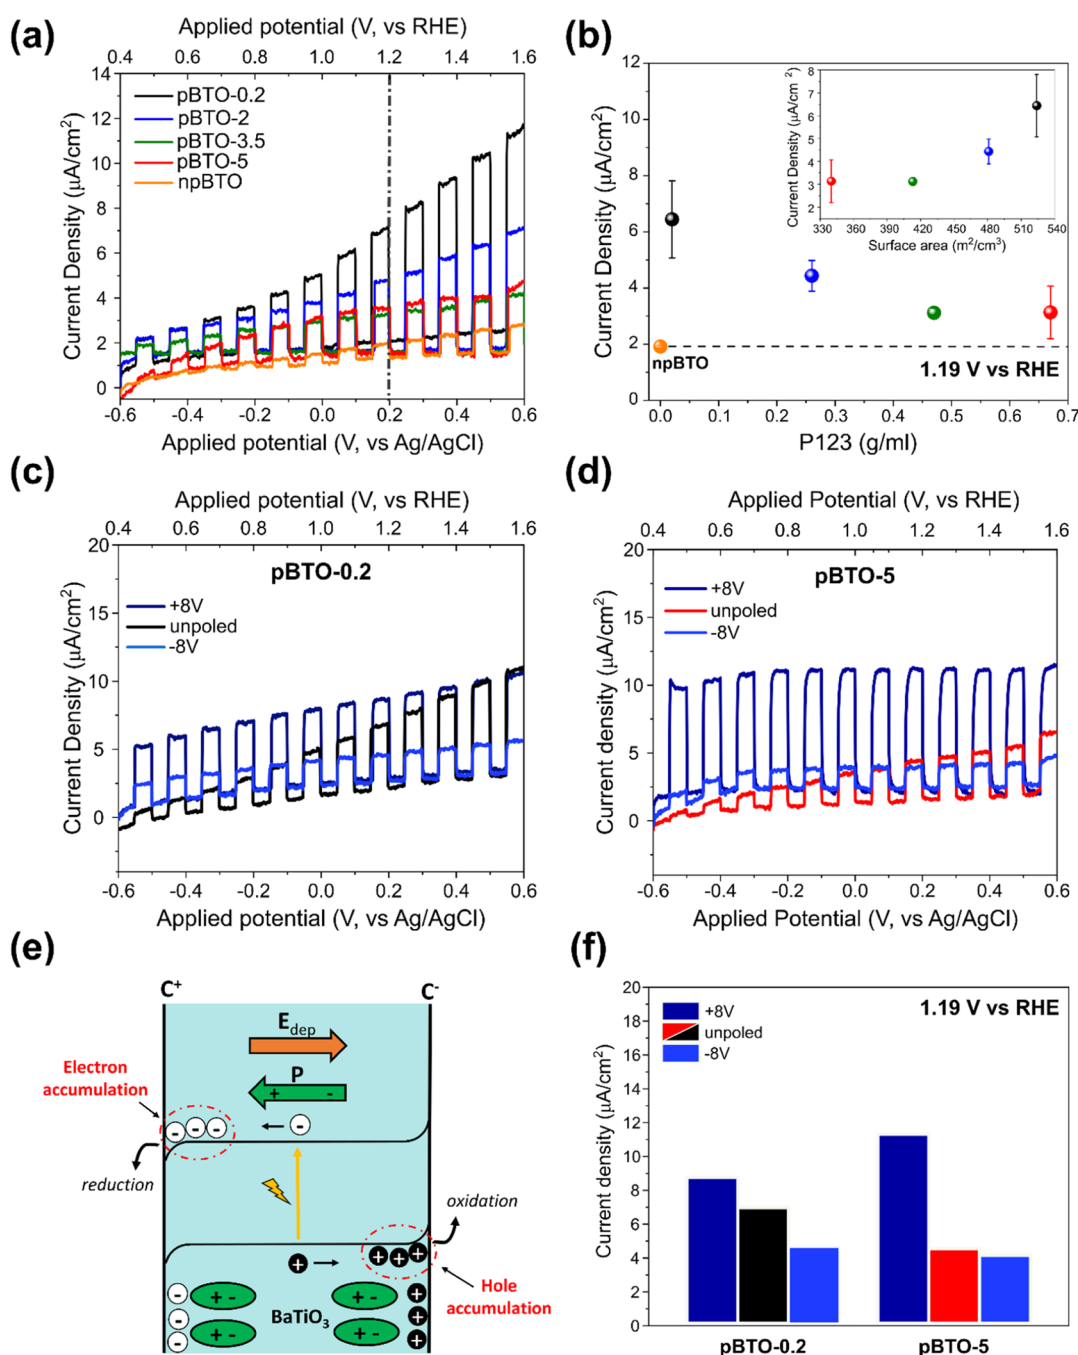 (a)
Applied potential (V, vs RHE)
0.4 0.6 0.8 1.0 1.2 1.4 1.6
14
12
10
8
6
4
2
0
Current Density (µA/cm²)
pBTO-0.2
pBTO-2
pBTO-3.5
pBTO-5
npBTO
-0.6 -0.4 -0.2 0.0 0.2 0.4 0.6
Applied potential (V, vs Ag/AgCl)
(b)
12
10
8
6
4
2
0
Current Density (µA/cm²)
8
7
6
5
4
3
2
Current Density (µA/cm²)
330 360 390 420 450 480 510 540
Surface area (m²/cm³)
npBTO
1.19 V vs RHE
0.0 0.1 0.2 0.3 0.4 0.5 0.6 0.7
P123 (g/ml)
(c)
Applied potential (V, vs RHE)
0.4 0.6 0.8 1.0 1.2 1.4 1.6
20
15
10
5
0
Current Density (µA/cm²)
pBTO-0.2
+8V
unpoled
-8V
-0.6 -0.4 -0.2 0.0 0.2 0.4 0.6
Applied potential (V, vs Ag/AgCl)
(d)
Applied Potential (V, vs RHE)
0.4 0.6 0.8 1.0 1.2 1.4 1.6
20
15
10
5
0
Current density (µA/cm²)
pBTO-5
+8V
unpoled
-8V
-0.6 -0.4 -0.2 0.0 0.2 0.4 0.6
Applied Potential (V, vs Ag/AgCl)
(e)
C⁺ C⁻
E_dep
P
+ -
Electron
accumulation
- - - -
reduction
oxidation
+ + + +
Hole
accumulation
- + - + - +
- BaTiO₃ +
- + - + - +
(f)
20
18
16
14
12
10
8
6
4
2
0
Current density (µA/cm²)
1.19 V vs RHE
+8V
unpoled
-8V
pBTO-0.2 pBTO-5